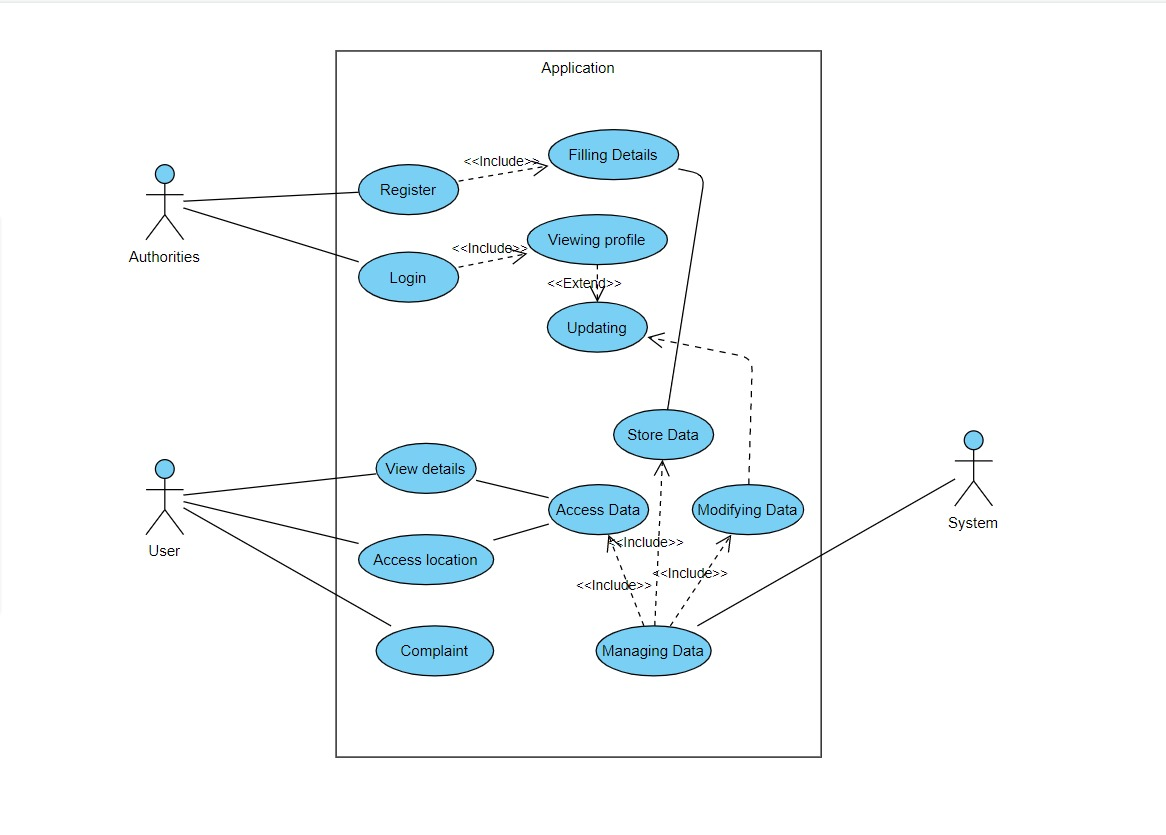 Application
<<Include>>
Filling Details
Register
Viewing profile
<<Include>>
Authorities
Login
<<Extend>>
Updating
Store Data
View details
Access Data
Modifying Data
System
<<Include>>
User
Access location
<<Include>>
<<Include>>
Complaint
Managing Data